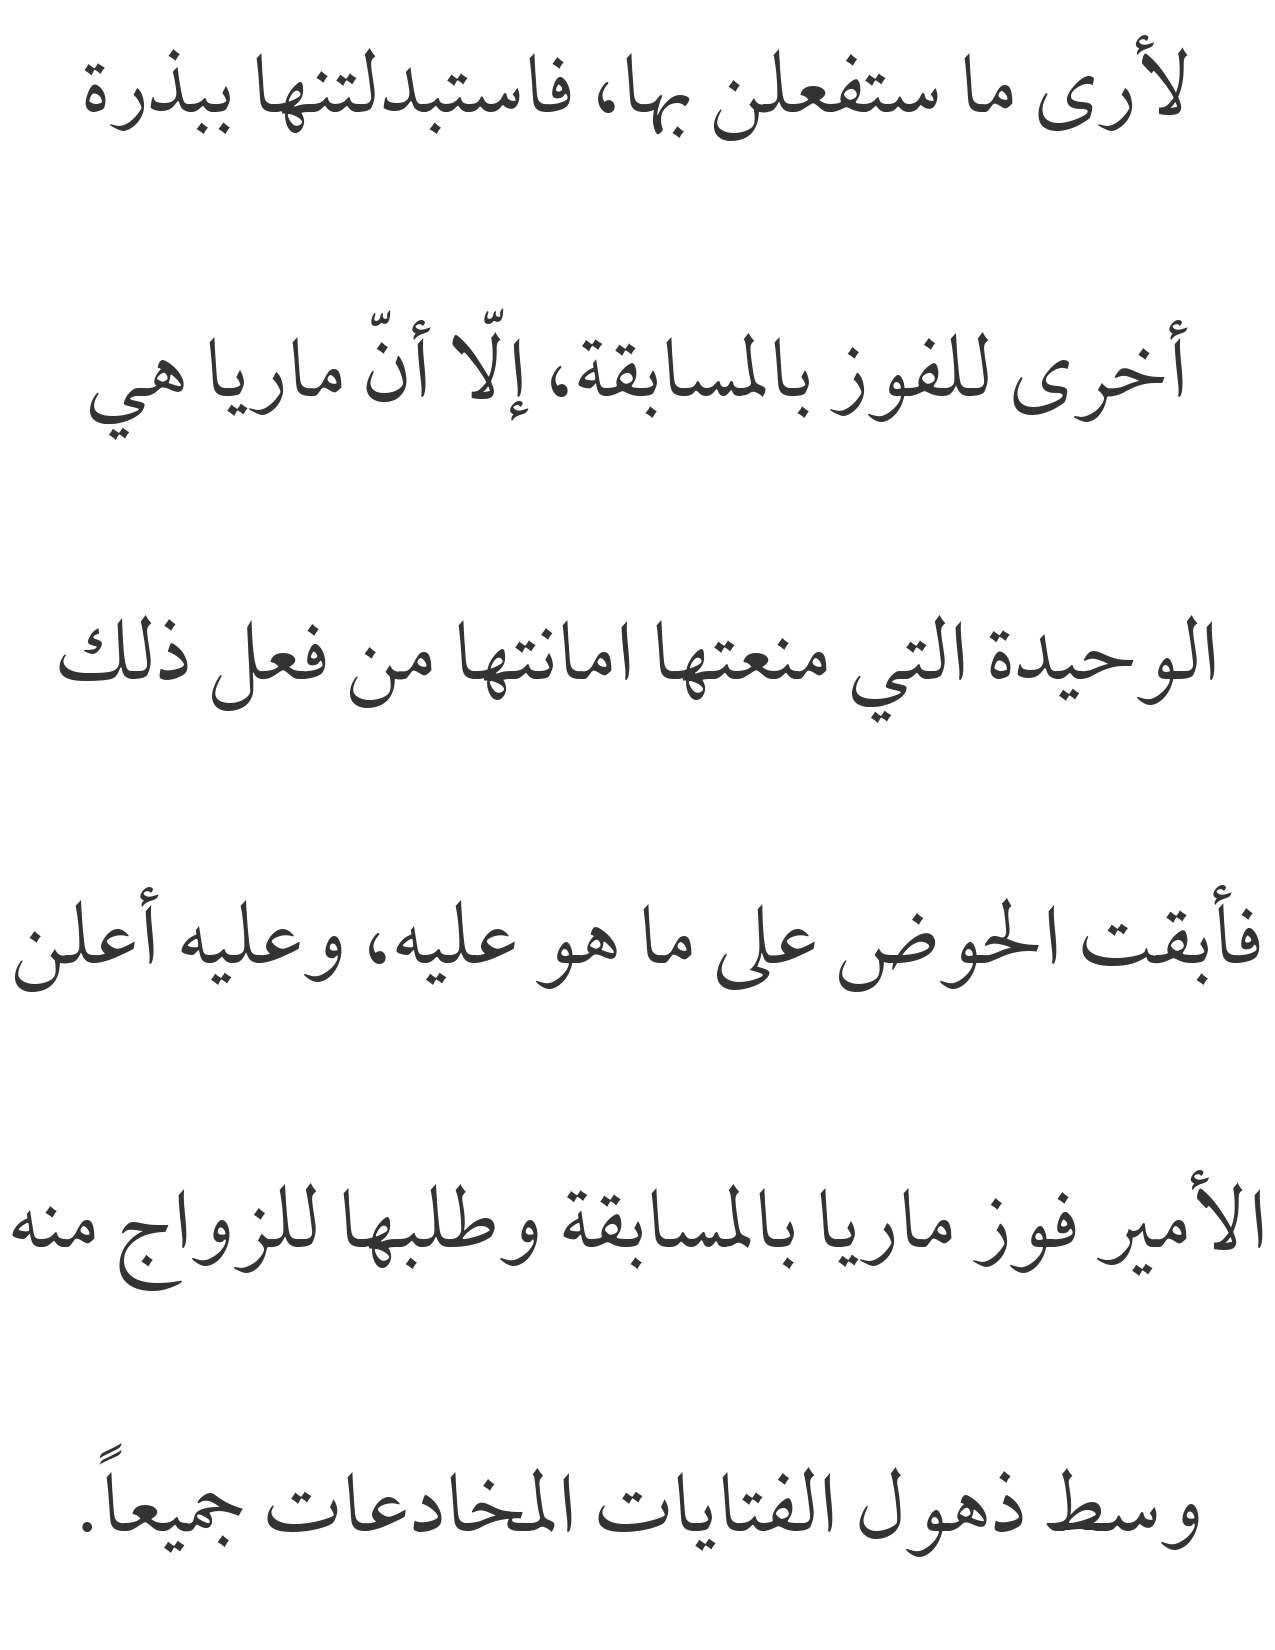 لأرى ما ستفعلن بها، فاستبدلتنها ببذرة
أخرى للفوز بالمسابقة، إلّا أنّ ماريا هي
الوحيدة التي منعتها امانتها من فعل ذلك
فأبقت الحوض على ما هو عليه، وعليه أعلن
الأمير فوز ماريا بالمسابقة وطلبها للزواج منه
وسط ذهول الفتايات المخادعات جميعاً.